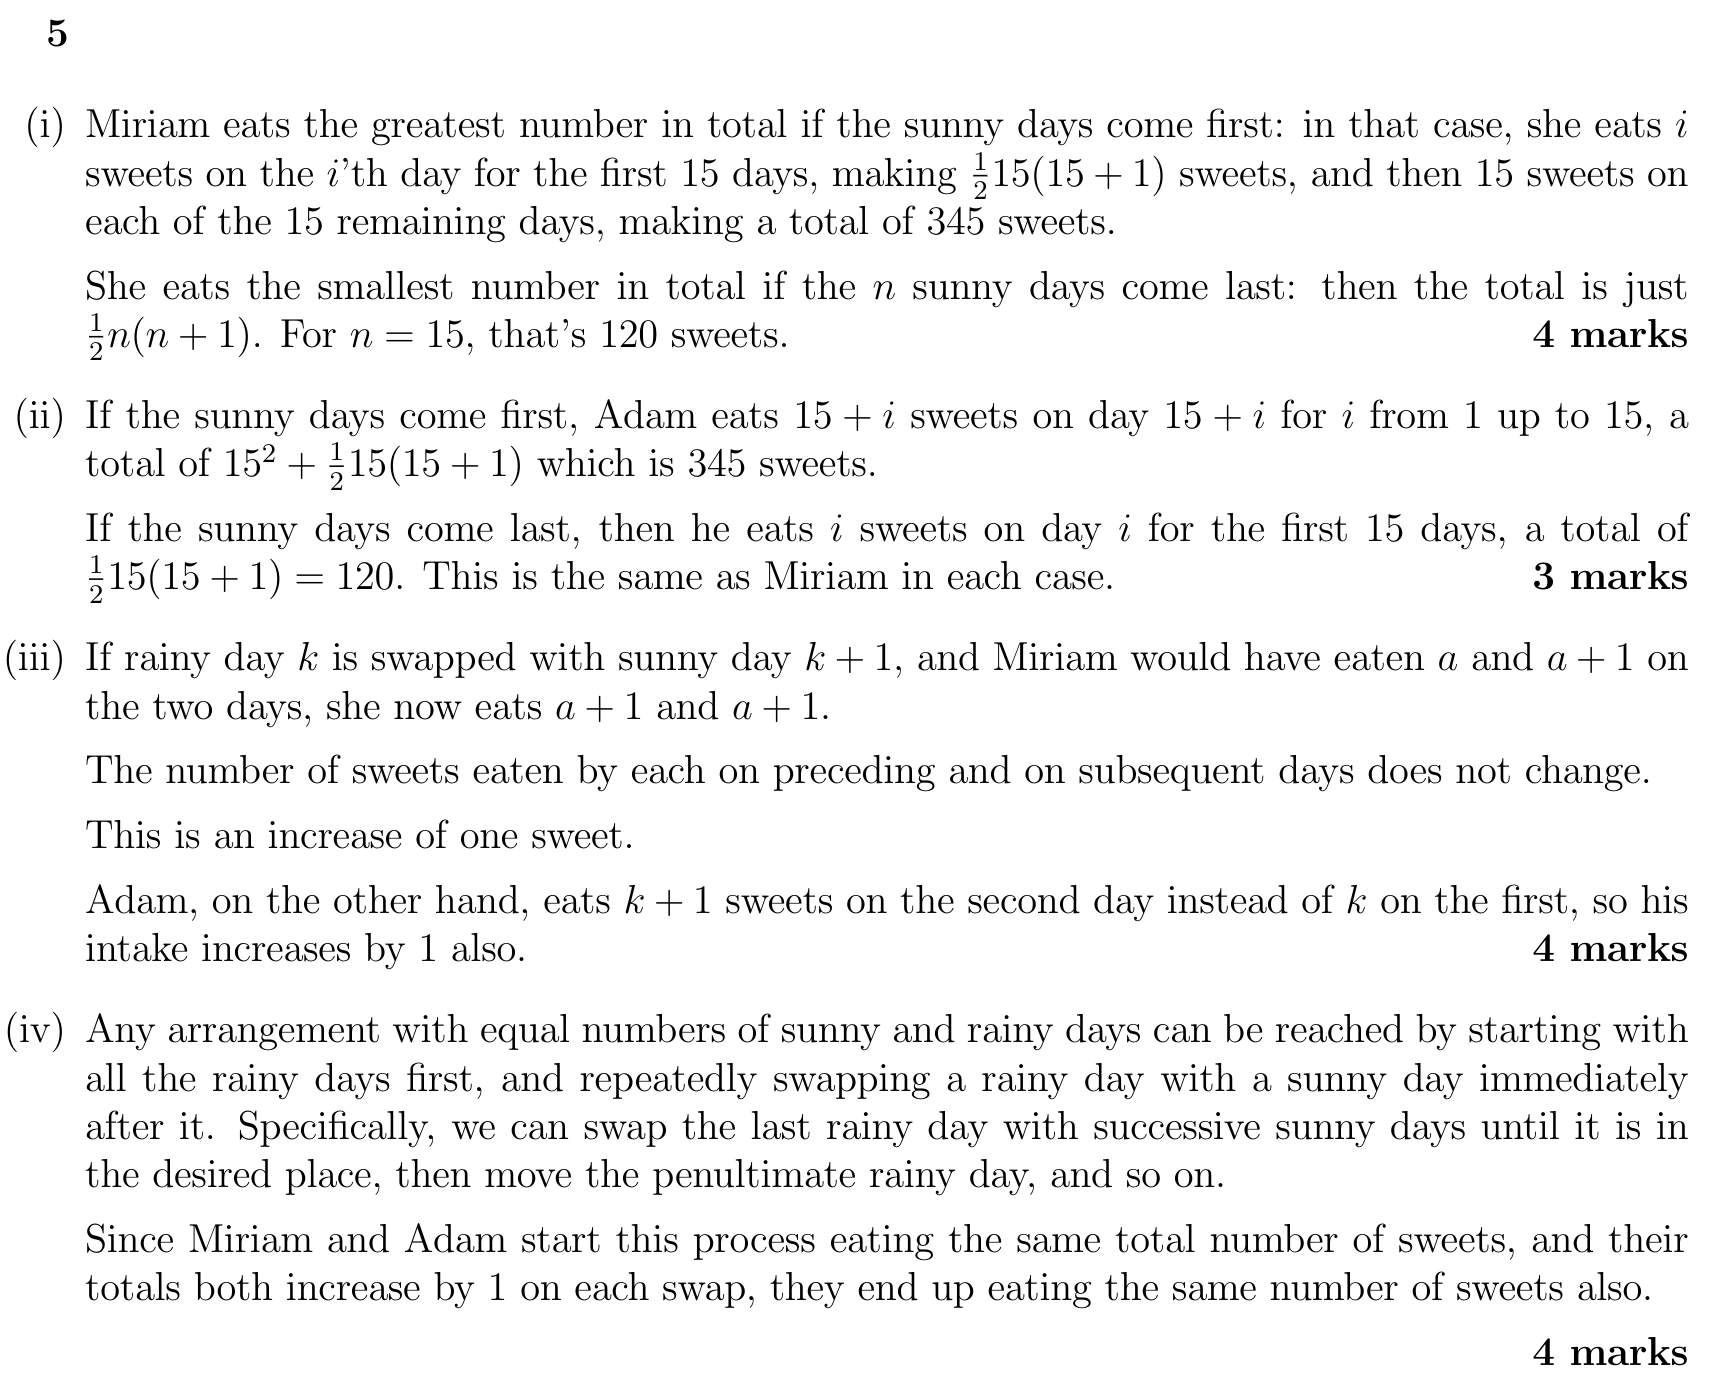 5
(i) Miriam eats the greatest number in total if the sunny days come first: in that case, she eats i
sweets on the i’th day for the first 15 days, making ½15(15 + 1) sweets, and then 15 sweets on
each of the 15 remaining days, making a total of 345 sweets.
She eats the smallest number in total if the n sunny days come last: then the total is just
½n(n + 1). For n = 15, that’s 120 sweets. 4 marks
(ii) If the sunny days come first, Adam eats 15 + i sweets on day 15 + i for i from 1 up to 15, a
total of 15² + ½15(15 + 1) which is 345 sweets.
If the sunny days come last, then he eats i sweets on day i for the first 15 days, a total of
½15(15 + 1) = 120. This is the same as Miriam in each case. 3 marks
(iii) If rainy day k is swapped with sunny day k + 1, and Miriam would have eaten a and a + 1 on
the two days, she now eats a + 1 and a + 1.
The number of sweets eaten by each on preceding and on subsequent days does not change.
This is an increase of one sweet.
Adam, on the other hand, eats k + 1 sweets on the second day instead of k on the first, so his
intake increases by 1 also. 4 marks
(iv) Any arrangement with equal numbers of sunny and rainy days can be reached by starting with
all the rainy days first, and repeatedly swapping a rainy day with a sunny day immediately
after it. Specifically, we can swap the last rainy day with successive sunny days until it is in
the desired place, then move the penultimate rainy day, and so on.
Since Miriam and Adam start this process eating the same total number of sweets, and their
totals both increase by 1 on each swap, they end up eating the same number of sweets also.
4 marks